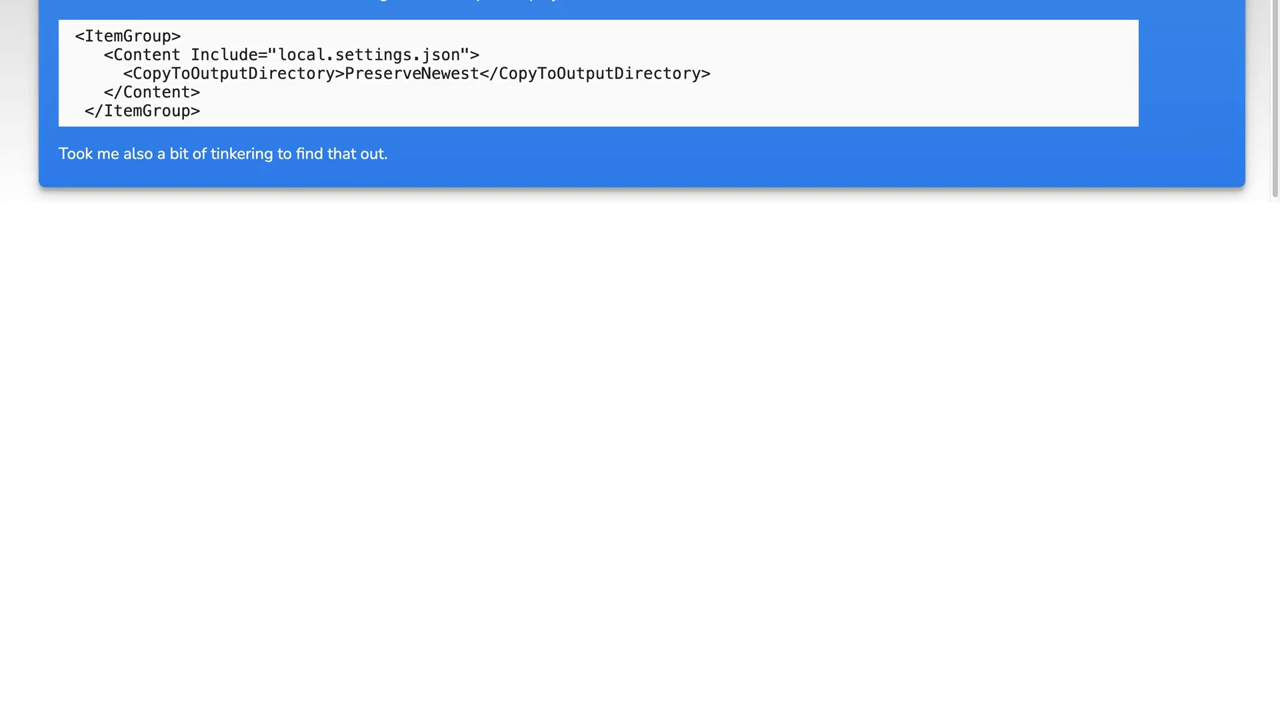 <ItemGroup>
<Content Include="local.settings.json">
<CopyToOutputDirectory>PreserveNewest</CopyToOutputDirectory>
</Content>
</ItemGroup>
Took me also a bit of tinkering to find that out.